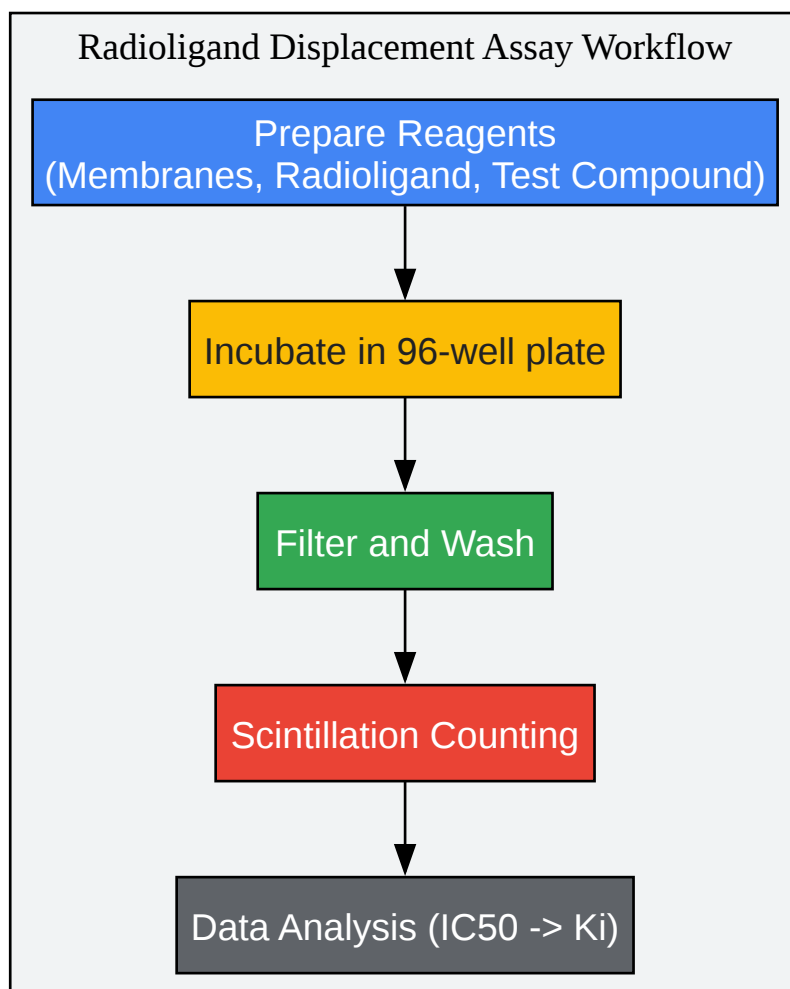 Radioligand Displacement Assay Workflow
Prepare Reagents
(Membranes, Radioligand, Test Compound)
Incubate in 96-well plate
Filter and Wash
Scintillation Counting
Data Analysis (IC50 -> Ki)